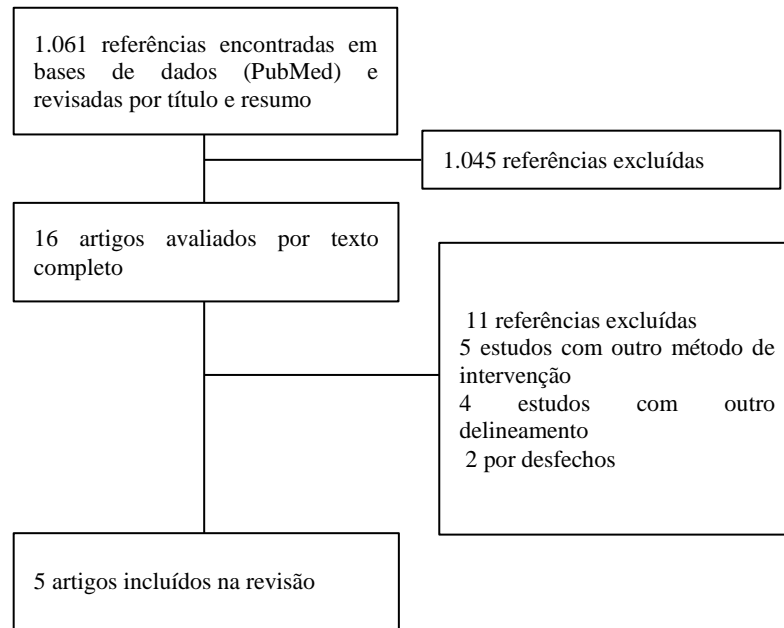 1.061 referências encontradas em
bases de dados (PubMed) e
revisadas por título e resumo
1.045 referências excluídas
16 artigos avaliados por texto
completo
11 referências excluídas
5 estudos com outro método de
intervenção
4 estudos com outro
delineamento
2 por desfechos
5 artigos incluídos na revisão